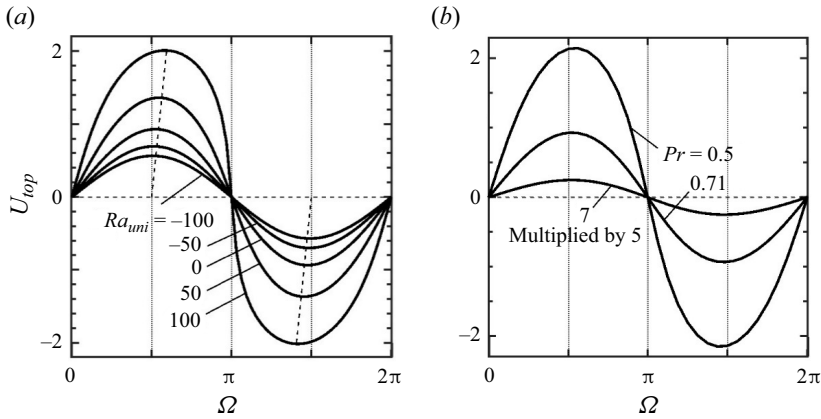 (a)
2
0
−2
U_top
Ra_uni = −100
−50
0
50
100
0
π
2π
Ω
(b)
2
0
−2
Pr = 0.5
0.71
7
Multiplied by 5
0
π
2π
Ω